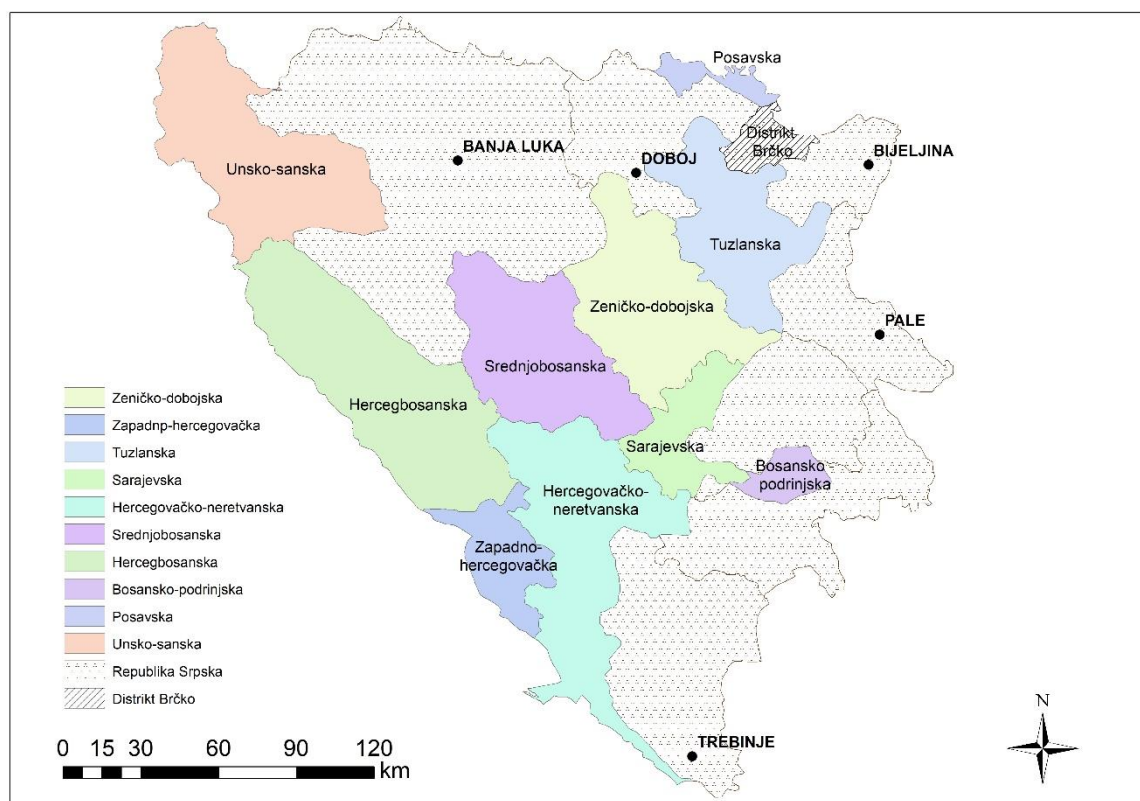 Posavska
Distrikt-
Brčko
BANJA LUKA
DOBOJ
BIJELJINA
Unsko-sanska
Tuzlanska
Zeničko-dobojska
PALE
Srednjobosanska
Hercegbosanska
Sarajevska
Bosansko
podrinjska
Hercegovačko-
neretvanska
Zapadno-
hercegovačka
TREBINJE
Zeničko-dobojska
Zapadnp-hercegovačka
Tuzlanska
Sarajevska
Hercegovačko-neretvanska
Srednjobosanska
Hercegbosanska
Bosansko-podrinjska
Posavska
Unsko-sanska
Republika Srpska
Distrikt Brčko
0 15 30 60 90 120
km
N